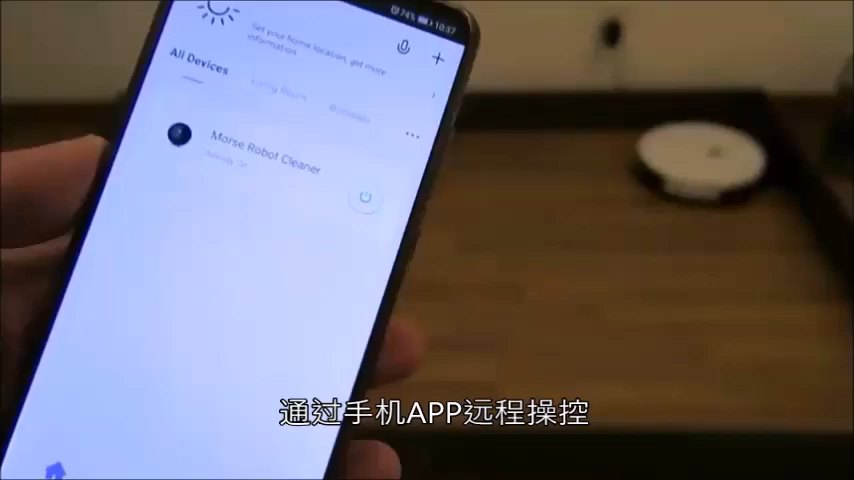 74% 10:37
Set your home location, get more
information
All Devices
Living Room
Bedroom
Morse Robot Cleaner
通过手机APP远程操控